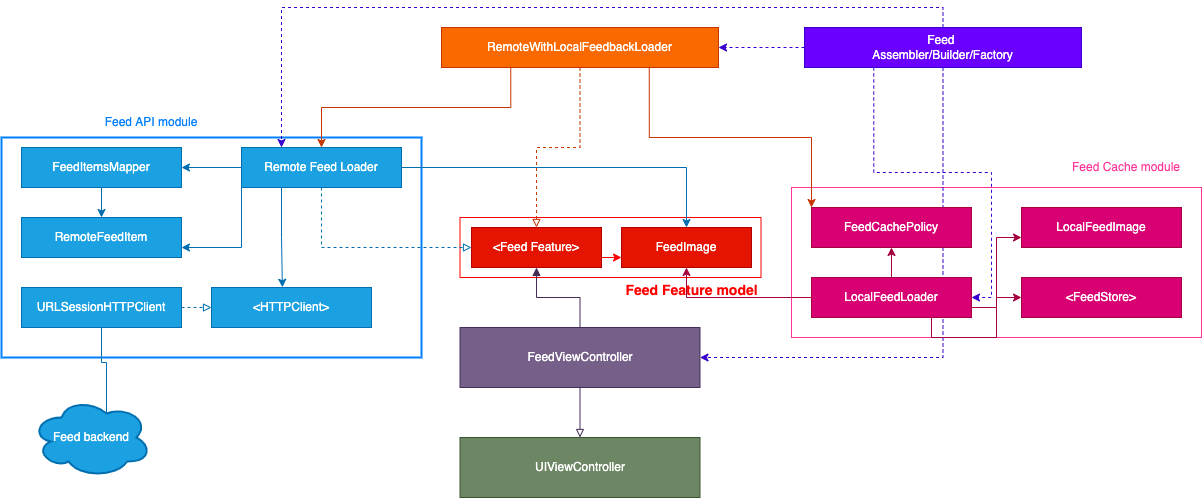 RemoteWithLocalFeedbackLoader
Feed
Assembler/Builder/Factory
Feed API module
FeedItemsMapper
Remote Feed Loader
Feed Cache module
RemoteFeedItem
<Feed Feature>
FeedImage
FeedCachePolicy
LocalFeedImage
Feed Feature model
URLSessionHTTPClient
<HTTPClient>
LocalFeedLoader
<FeedStore>
FeedViewController
Feed backend
UIViewController